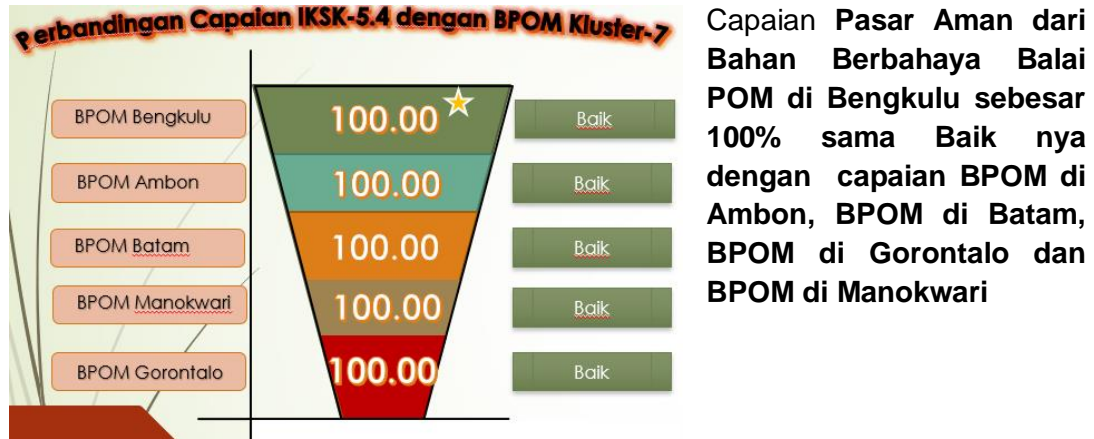 Perbandingan Capaian IKSK-5.4 dengan BPOM Kluster-7
BPOM Bengkulu 100.00 Baik
BPOM Ambon 100.00 Baik
BPOM Batam 100.00 Baik
BPOM Manokwari 100.00 Baik
BPOM Gorontalo 100.00 Baik
Capaian Pasar Aman dari
Bahan Berbahaya Balai
POM di Bengkulu sebesar
100% sama Baik nya
dengan capaian BPOM di
Ambon, BPOM di Batam,
BPOM di Gorontalo dan
BPOM di Manokwari